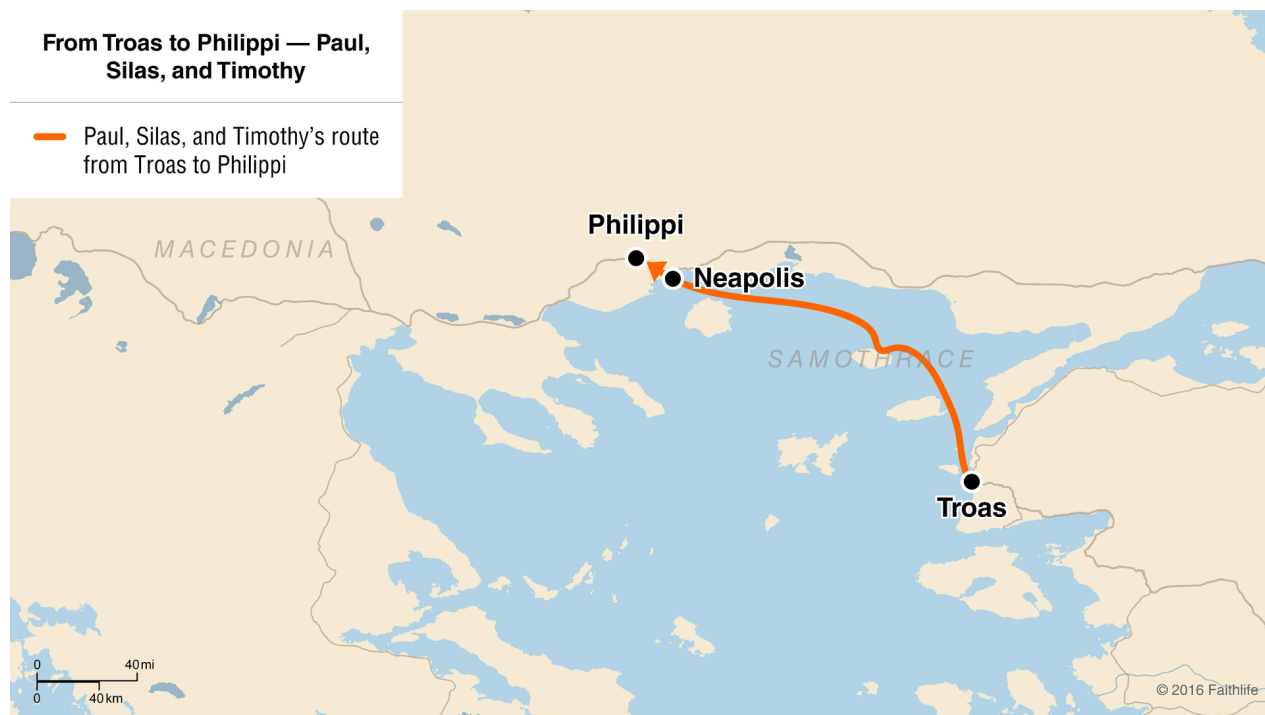 From Troas to Philippi — Paul,
Silas, and Timothy
Paul, Silas, and Timothy’s route
from Troas to Philippi
Philippi
MACEDONIA
Neapolis
SAMOTHRACE
Troas
0 40 mi
0 40 km
© 2016 Faithlife